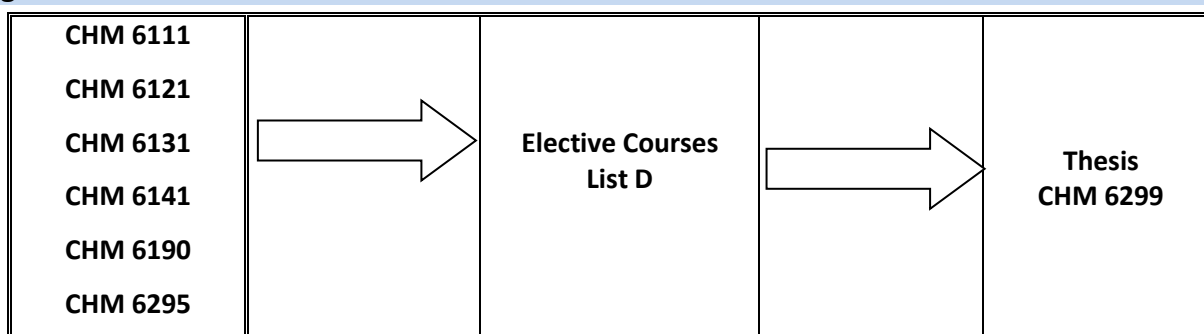 CHM 6111
CHM 6121
CHM 6131
CHM 6141
CHM 6190
CHM 6295
Elective Courses
List D
Thesis
CHM 6299